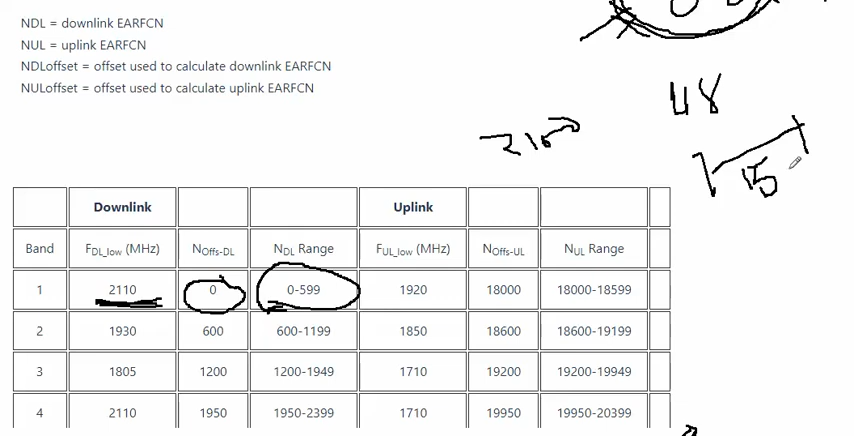 NDL = downlink EARFCN
NUL = uplink EARFCN
NDLoffset = offset used to calculate downlink EARFCN
NULoffset = offset used to calculate uplink EARFCN
48
15
Downlink Uplink
Band FDL_low (MHz) NOffs-DL NDL Range FUL_low (MHz) NOffs-UL NUL Range
1 2110 0 0-599 1920 18000 18000-18599
2 1930 600 600-1199 1850 18600 18600-19199
3 1805 1200 1200-1949 1710 19200 19200-19949
4 2110 1950 1950-2399 1710 19950 19950-20399